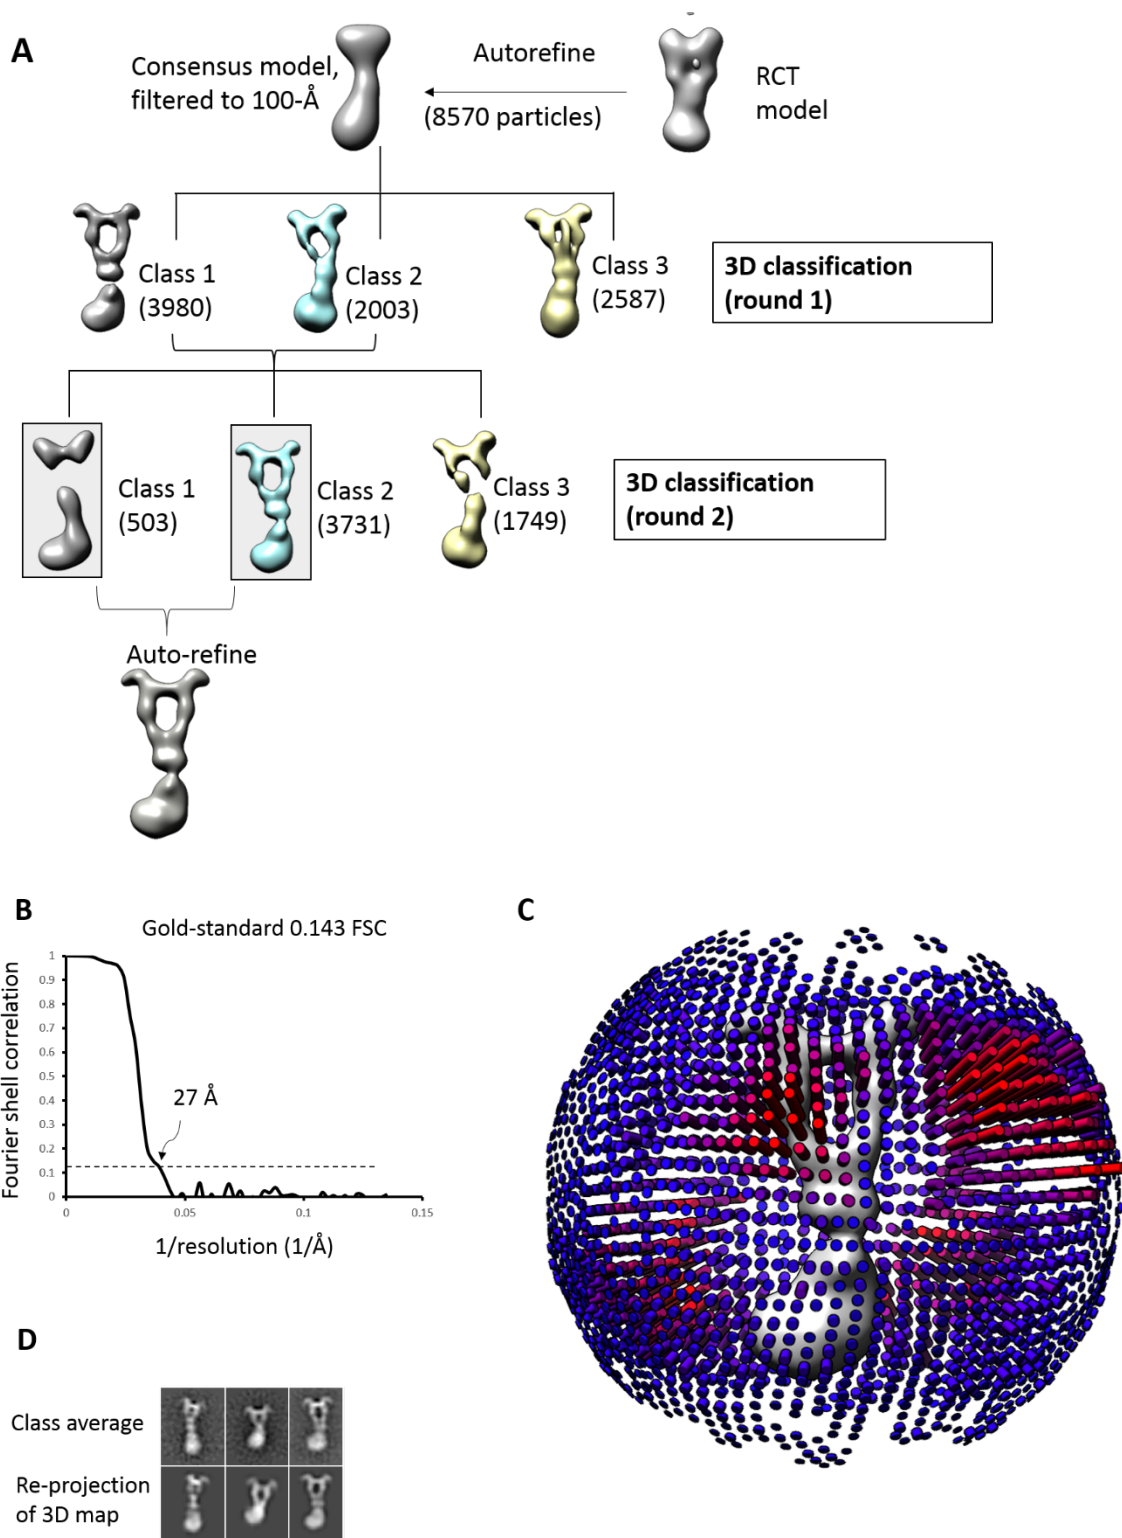 A
Consensus model,
filtered to 100-Å
Autorefine
(8570 particles)
RCT
model
Class 1
(3980)
Class 2
(2003)
Class 3
(2587)
3D classification
(round 1)
Class 1
(503)
Class 2
(3731)
Class 3
(1749)
3D classification
(round 2)
Auto-refine
B
Gold-standard 0.143 FSC
Fourier shell correlation
1
0.9
0.8
0.7
0.6
0.5
0.4
0.3
0.2
0.1
0
27 Å
0
0.05
0.1
0.15
1/resolution (1/Å)
C
D
Class average
Re-projection
of 3D map